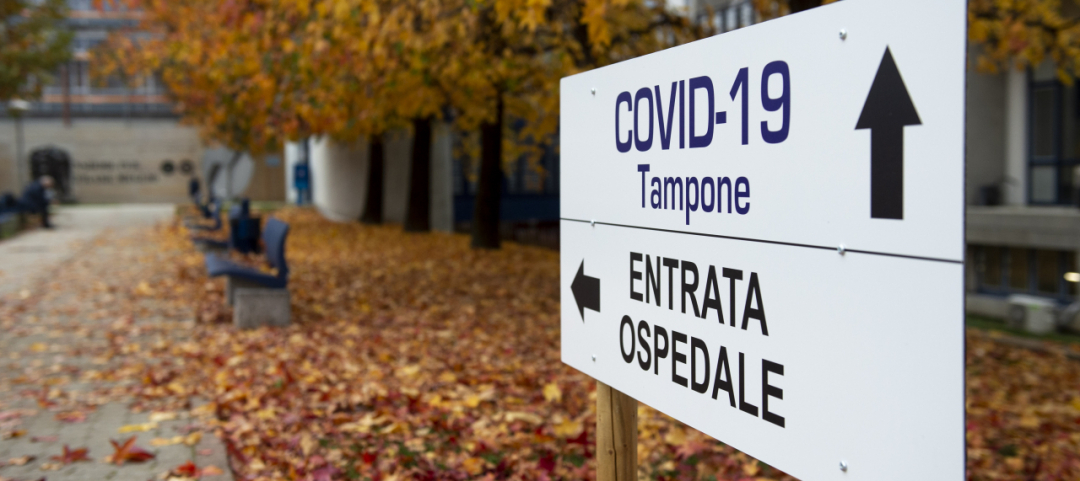 COVID-19
Tampone
ENTRATA
OSPEDALE